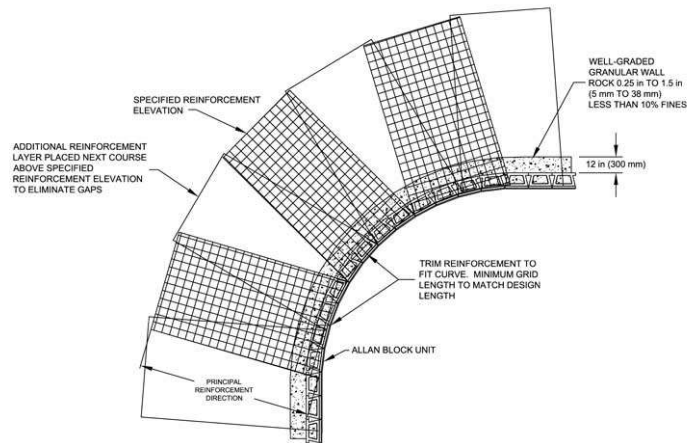 WELL-GRADED
GRANULAR WALL
ROCK 0.25 in TO 1.5 in
(5 mm TO 38 mm)
LESS THAN 10% FINES
SPECIFIED REINFORCEMENT
ELEVATION
12 in (300 mm)
ADDITIONAL REINFORCEMENT
LAYER PLACED NEXT COURSE
ABOVE SPECIFIED
REINFORCEMENT ELEVATION
TO ELIMINATE GAPS
TRIM REINFORCEMENT TO
FIT CURVE. MINIMUM GRID
LENGTH TO MATCH DESIGN
LENGTH
ALLAN BLOCK UNIT
PRINCIPAL
REINFORCEMENT
DIRECTION